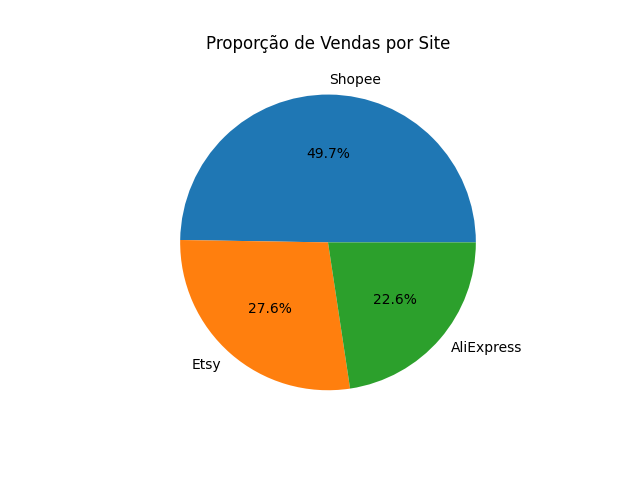 Proporção de Vendas por Site
Shopee
49.7%
27.6%
22.6%
Etsy
AliExpress